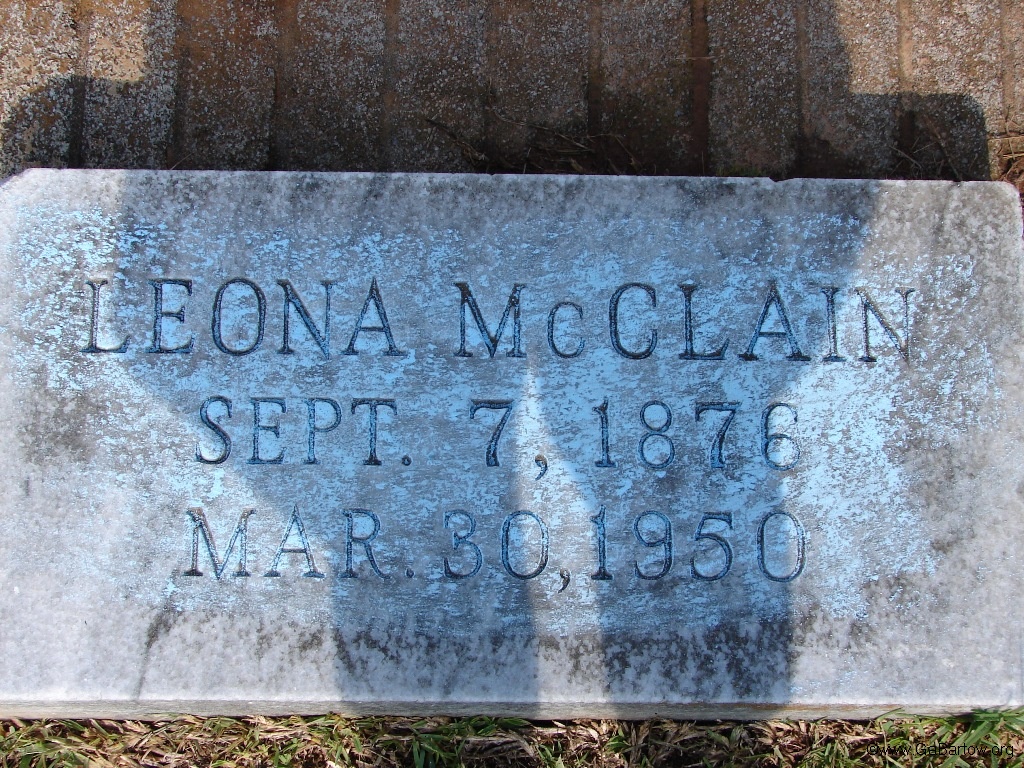 LEONA McCLAIN
SEPT. 7, 1876
MAR. 30, 1950
©www.GaBartow.org